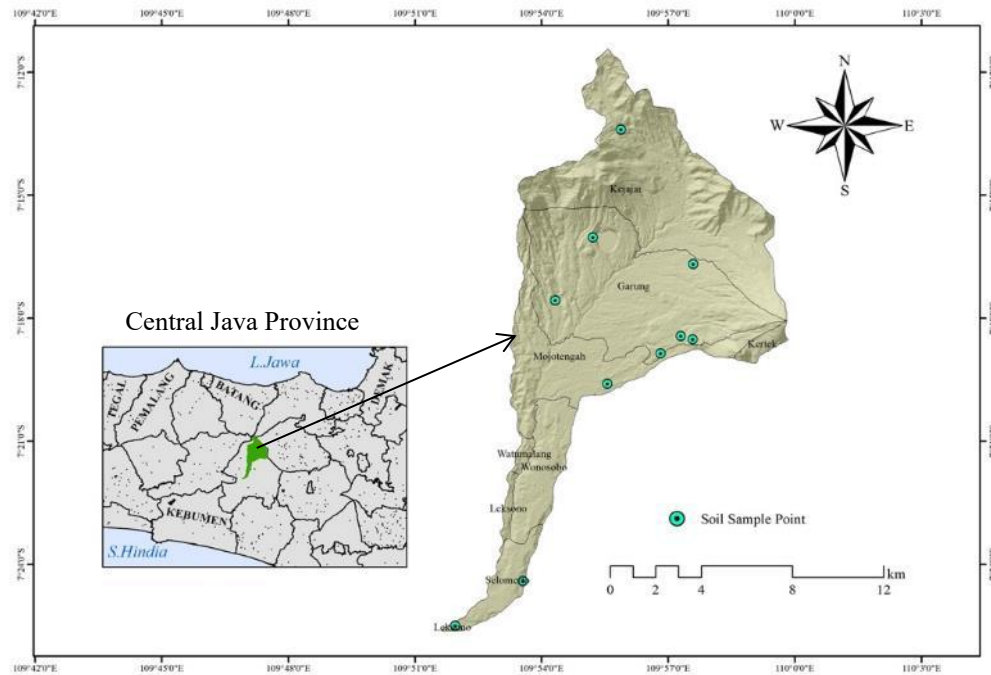 109°42'0"E 109°45'0"E 109°48'0"E 109°51'0"E 109°54'0"E 109°57'0"E 110°0'0"E 110°3'0"E
7°12'0"S
N
W E
S
7°15'0"S
Kejajar
Garung
7°18'0"S
Central Java Province
Mojotengah
Kertek
L.Jawa
TEGAL
PEMALANG
BATANG
DEMAK
7°21'0"S
Watumalang
Wonosobo
Leksono
KEBUMEN
Soil Sample Point
S.Hindia
7°24'0"S
km
0 2 4 8 12
109°42'0"E 109°45'0"E 109°48'0"E 109°51'0"E 109°54'0"E 109°57'0"E 110°0'0"E 110°3'0"E